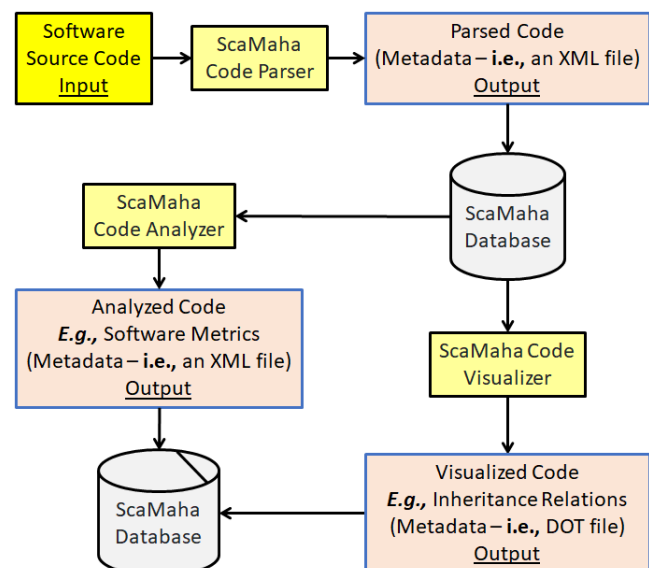 Software
Source Code
Input
ScaMaha
Code Parser
Parsed Code
(Metadata – i.e., an XML file)
Output
ScaMaha
Database
ScaMaha
Code Analyzer
Analyzed Code
E.g., Software Metrics
(Metadata – i.e., an XML file)
Output
ScaMaha Code
Visualizer
ScaMaha
Database
Visualized Code
E.g., Inheritance Relations
(Metadata – i.e., DOT file)
Output